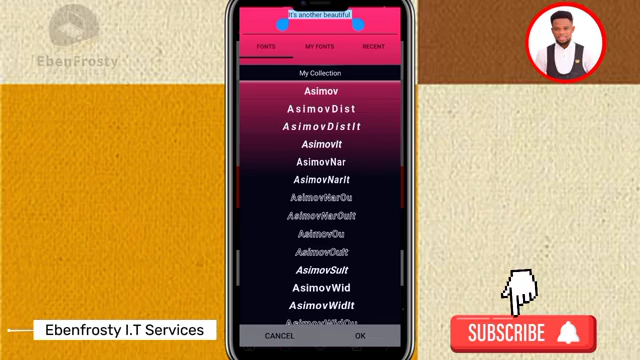 It's another beautiful
EbenFrosty
FONTS
MY FONTS
RECENT
My Collection
Asimov
AsimovDist
AsimovDistIt
AsimovIt
AsimovNar
AsimovNarIt
AsimovNarOu
AsimovNarOuIt
AsimovOu
AsimovOuIt
AsimovSuIt
AsimovWid
AsimovWidIt
AsimovWidOu
CANCEL
OK
Ebenfrosty I.T Services
SUBSCRIBE